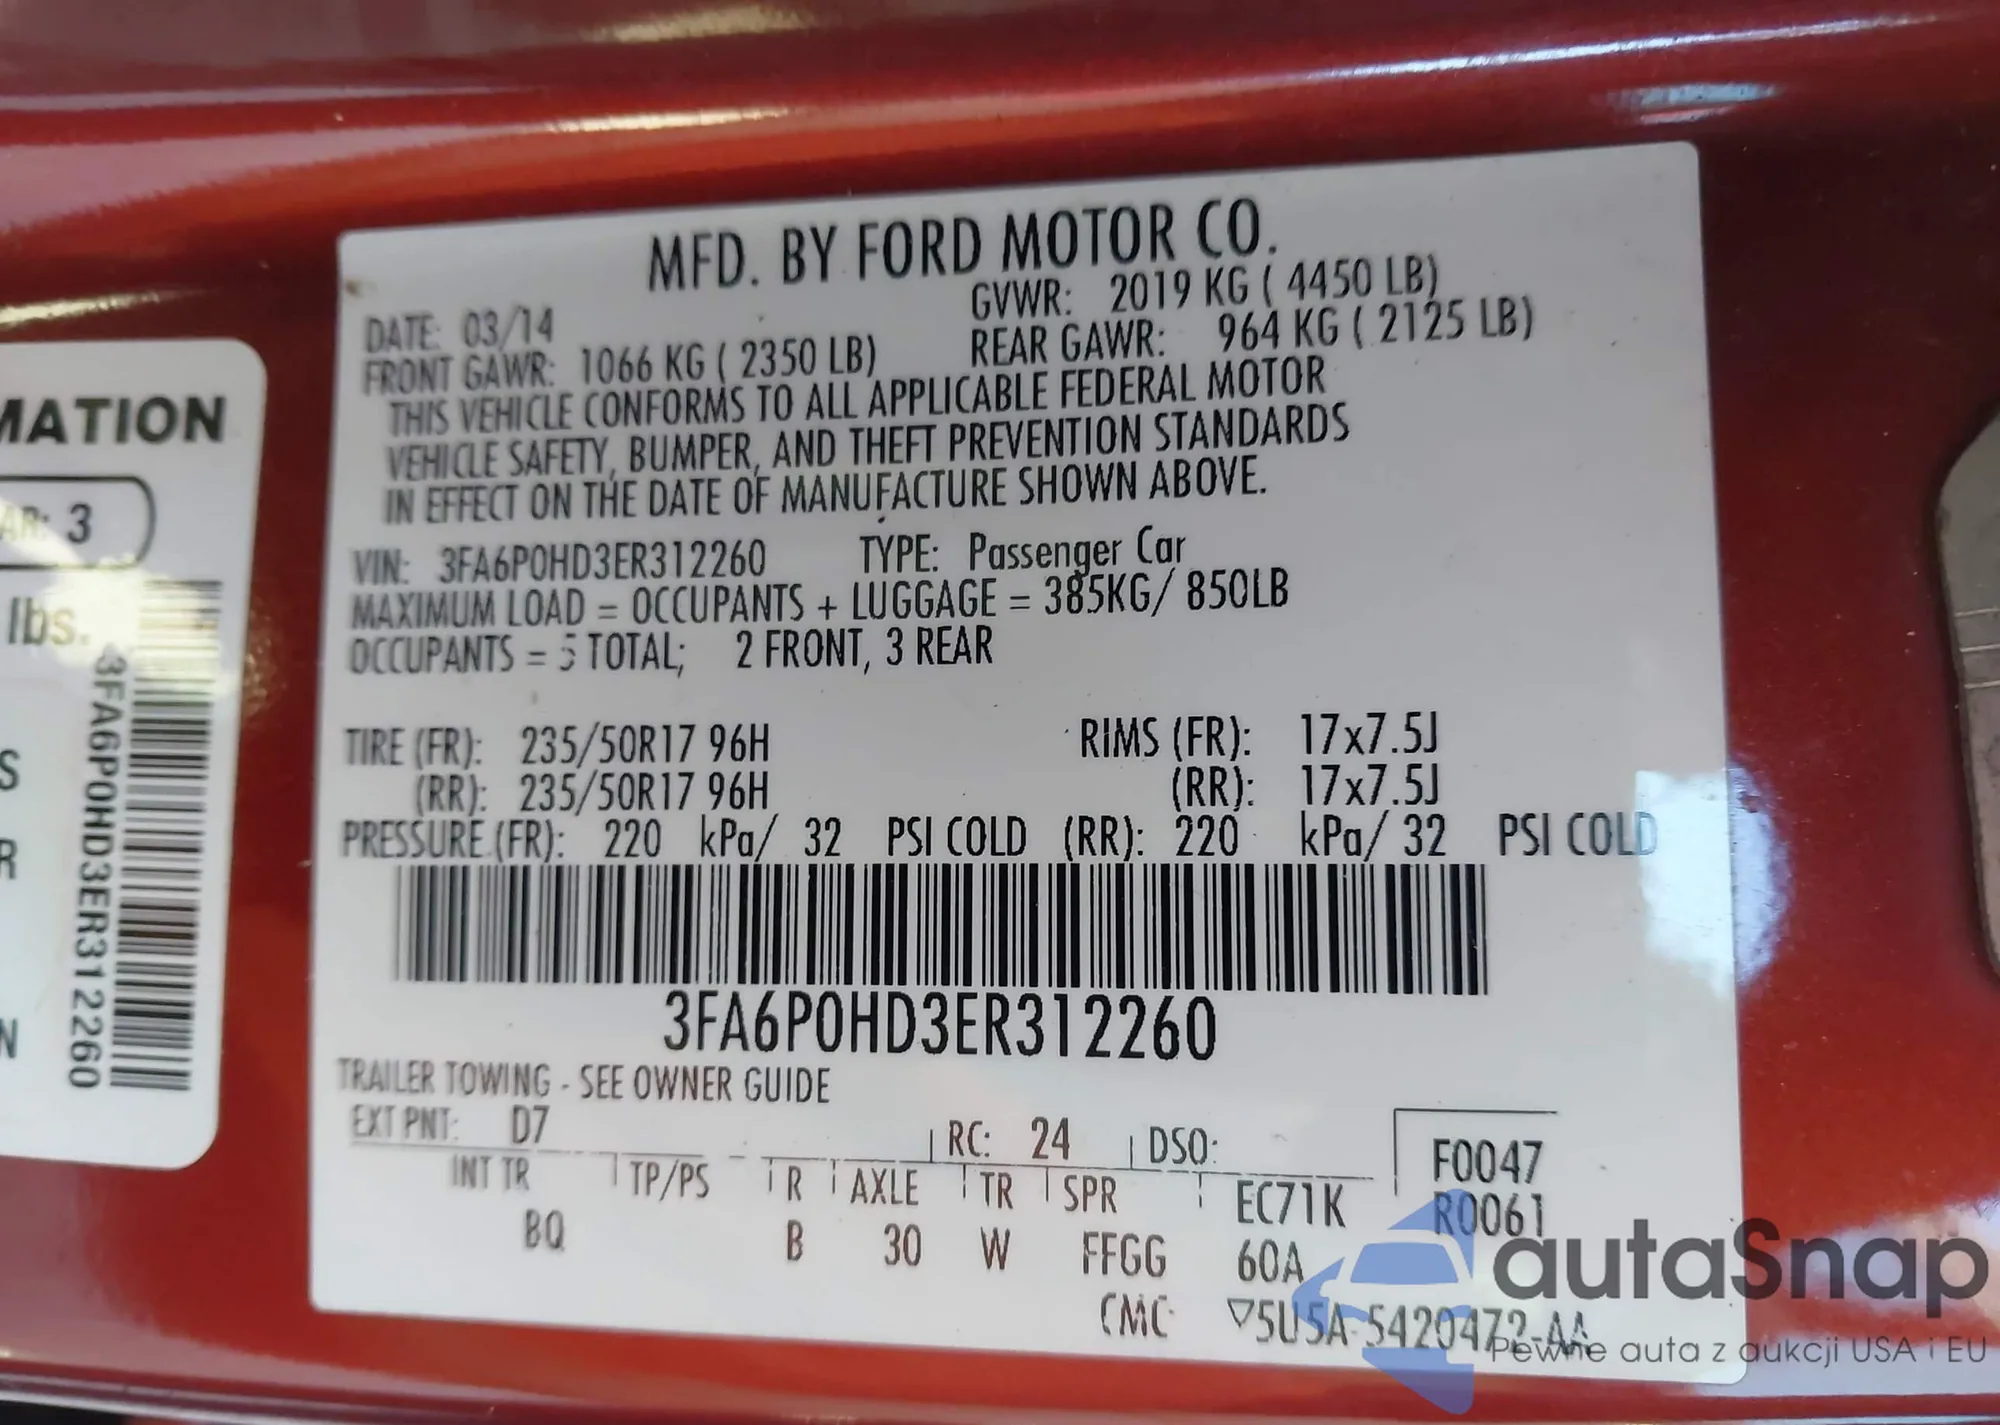 MFD. BY FORD MOTOR CO.
DATE: 03/14 GVWR: 2019 KG ( 4450 LB)
FRONT GAWR: 1066 KG ( 2350 LB) REAR GAWR: 964 KG ( 2125 LB)
THIS VEHICLE CONFORMS TO ALL APPLICABLE FEDERAL MOTOR
VEHICLE SAFETY, BUMPER, AND THEFT PREVENTION STANDARDS
IN EFFECT ON THE DATE OF MANUFACTURE SHOWN ABOVE.
VIN: 3FA6P0HD3ER312260 TYPE: Passenger Car
MAXIMUM LOAD = OCCUPANTS + LUGGAGE = 385KG/ 850LB
OCCUPANTS = 5 TOTAL; 2 FRONT, 3 REAR
TIRE (FR): 235/50R17 96H RIMS (FR): 17x7.5J
(RR): 235/50R17 96H (RR): 17x7.5J
PRESSURE (FR): 220 kPa/ 32 PSI COLD (RR): 220 kPa/ 32 PSI COLD
3FA6P0HD3ER312260
TRAILER TOWING - SEE OWNER GUIDE
EXT PNT: D7 RC: 24 DSO: F0047
INT TR TP/PS R AXLE TR SPR EC71K R0061
BQ B 30 W FFGG 60A
CMC 5U5A-5420472-AA
MATION
AR: 3
lbs.
S
R
N
3FA6P0HD3ER312260
autaSnap
Pewne auta z aukcji USA i EU